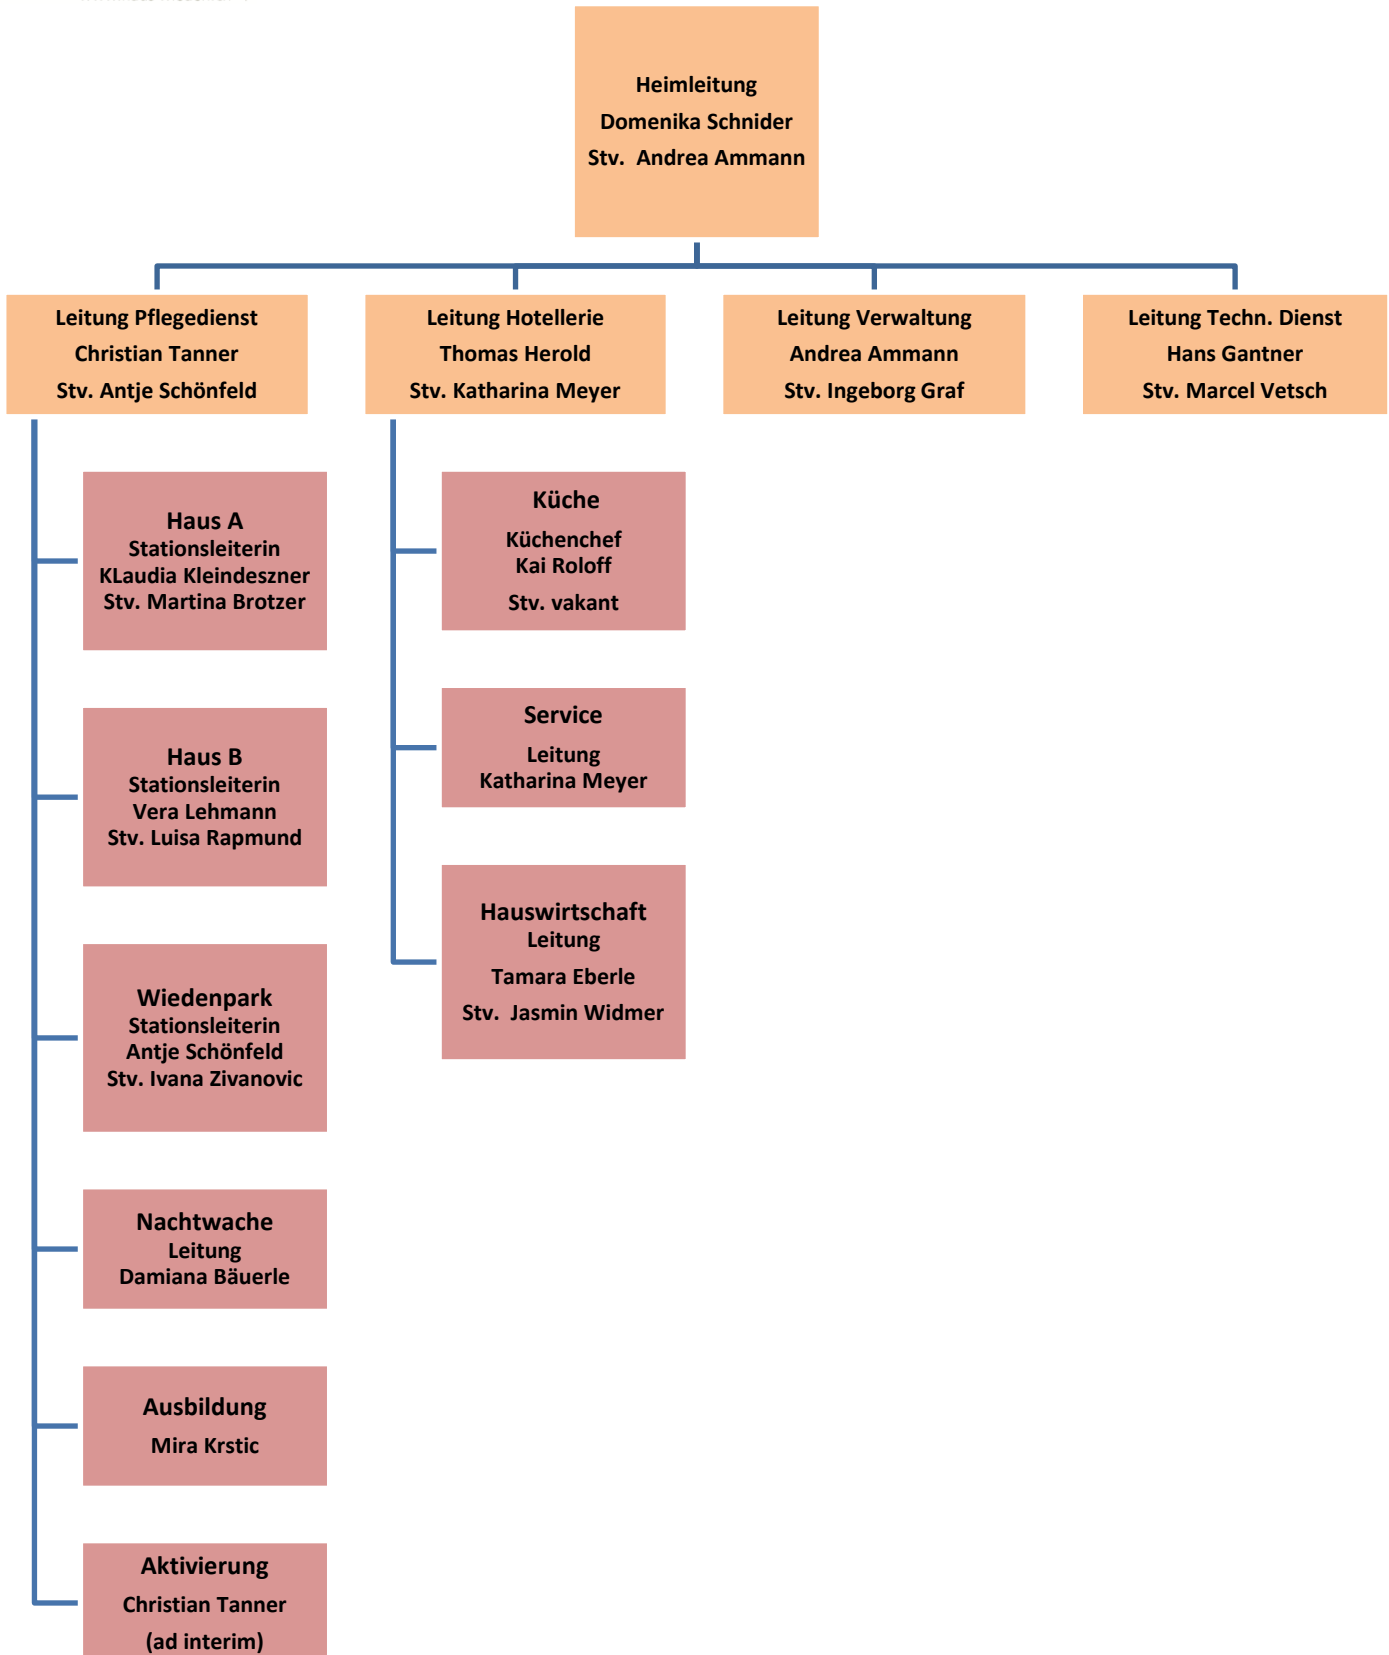 Heimleitung
Domenika Schnider
Stv. Andrea Ammann
Leitung Pflegedienst
Christian Tanner
Stv. Antje Schönfeld
Leitung Hotellerie
Thomas Herold
Stv. Katharina Meyer
Leitung Verwaltung
Andrea Ammann
Stv. Ingeborg Graf
Leitung Techn. Dienst
Hans Gantner
Stv. Marcel Vetsch
Haus A
Stationsleiterin
KLaudia Kleindeszner
Stv. Martina Brotzer
Haus B
Stationsleiterin
Vera Lehmann
Stv. Luisa Rapmund
Wiedenpark
Stationsleiterin
Antje Schönfeld
Stv. Ivana Zivanovic
Nachtwache
Leitung
Damiana Bäuerle
Ausbildung
Mira Krstic
Aktivierung
Christian Tanner
(ad interim)
Küche
Küchenchef
Kai Roloff
Stv. vakant
Service
Leitung
Katharina Meyer
Hauswirtschaft
Leitung
Tamara Eberle
Stv. Jasmin Widmer